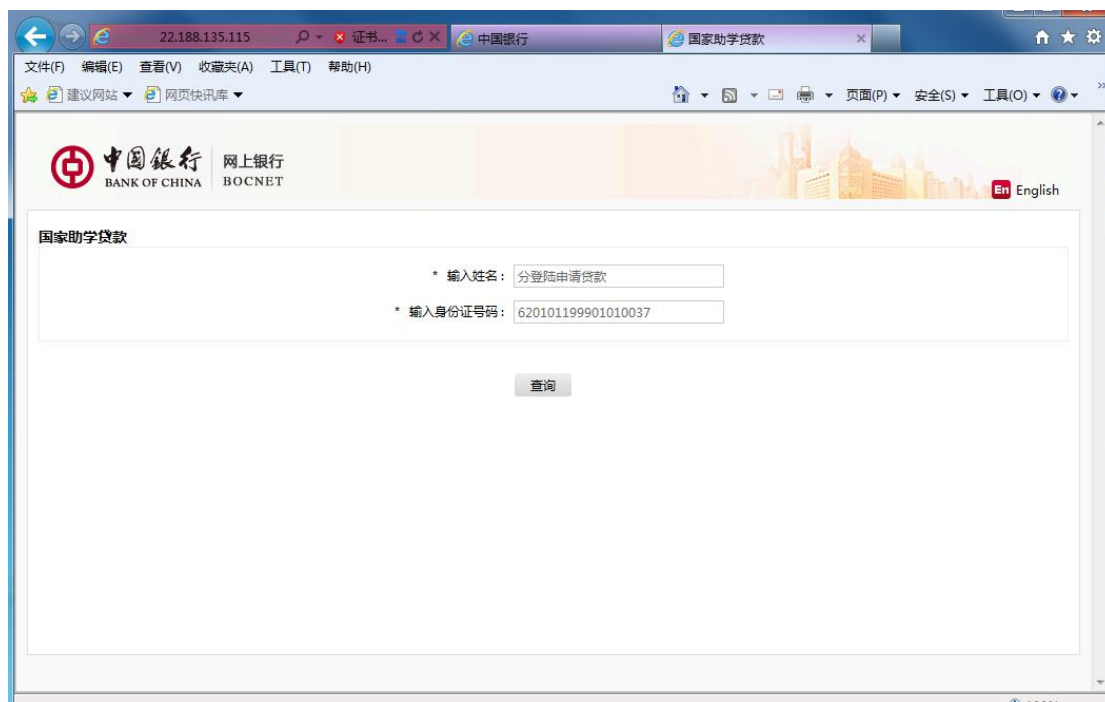 22.188.135.115 证书... 中国银行 国家助学贷款
文件(F) 编辑(E) 查看(V) 收藏夹(A) 工具(T) 帮助(H)
建议网站 网页快讯库 页面(P) 安全(S) 工具(O)
中国银行 网上银行
BANK OF CHINA BOCNET
En English
国家助学贷款
* 输入姓名: 分登陆申请贷款
* 输入身份证号码: 620101199901010037
查询